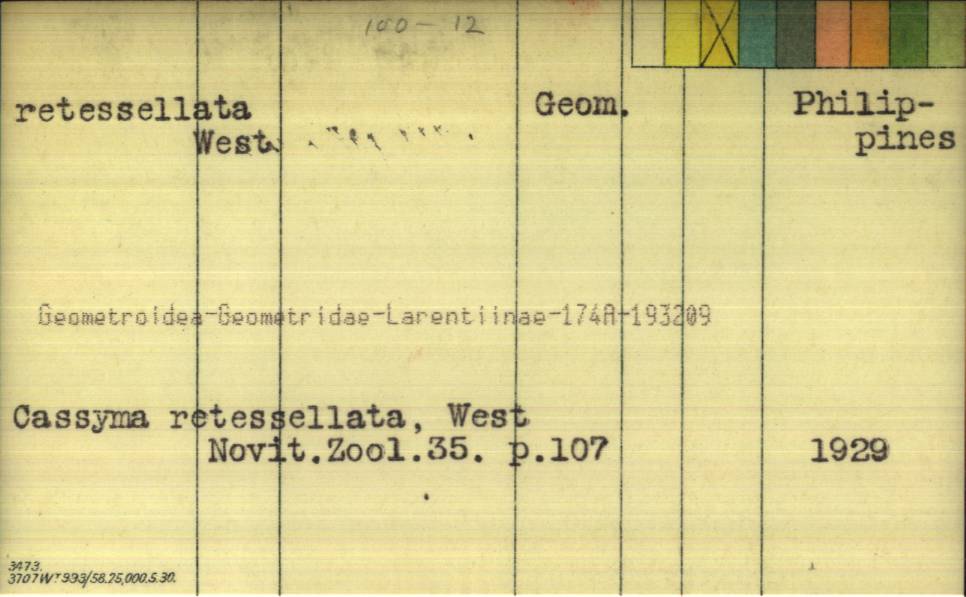 100-12
retessellata Geom. Philip-
West. pines
Geometroidea-Geometridae-Larentiinae-174A-193209
Cassyma retessellata, West
Novit.Zool.35. p.107 1929
3473.
3707 WT 993/58.25,000.5.30.